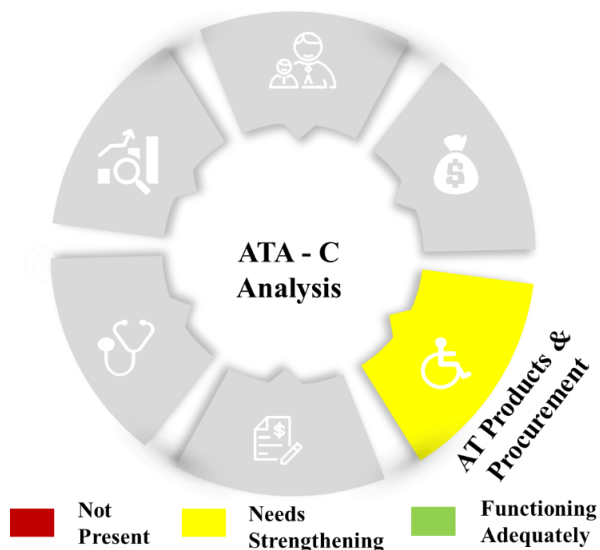 ATA - C
Analysis
AT Products &
Procurement
Not
Present
Needs
Strengthening
Functioning
Adequately